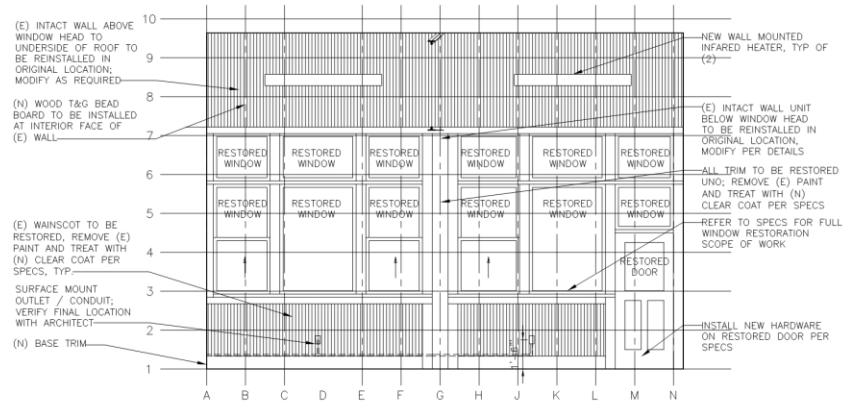 10
9
8
7
6
5
4
3
2
1
(E) INTACT WALL ABOVE
WINDOW HEAD TO
UNDERSIDE OF ROOF TO
BE REINSTALLED IN
ORIGINAL LOCATION;
MODIFY AS REQUIRED
(N) WOOD T&G BEAD
BOARD TO BE INSTALLED
AT INTERIOR FACE OF
(E) WALL
(E) WAINSCOT TO BE
RESTORED, REMOVE (E)
PAINT AND TREAT WITH
(N) CLEAR COAT PER
SPECS, TYP.
SURFACE MOUNT
OUTLET / CONDUIT;
VERIFY FINAL LOCATION
WITH ARCHITECT
(N) BASE TRIM
RESTORED
WINDOW
RESTORED
WINDOW
RESTORED
WINDOW
RESTORED
WINDOW
RESTORED
WINDOW
RESTORED
WINDOW
RESTORED
WINDOW
RESTORED
WINDOW
RESTORED
WINDOW
RESTORED
WINDOW
RESTORED
WINDOW
RESTORED
WINDOW
RESTORED
DOOR
1'-6"
NEW WALL MOUNTED
INFARED HEATER, TYP OF
(2)
(E) INTACT WALL UNIT
BELOW WINDOW HEAD
TO BE REINSTALLED IN
ORIGINAL LOCATION,
MODIFY PER DETAILS
ALL TRIM TO BE RESTORED
UNO; REMOVE (E) PAINT
AND TREAT WITH (N)
CLEAR COAT PER SPECS
REFER TO SPECS FOR FULL
WINDOW RESTORATION
SCOPE OF WORK
INSTALL NEW HARDWARE
ON RESTORED DOOR PER
SPECS
A B C D E F G H J K L M N